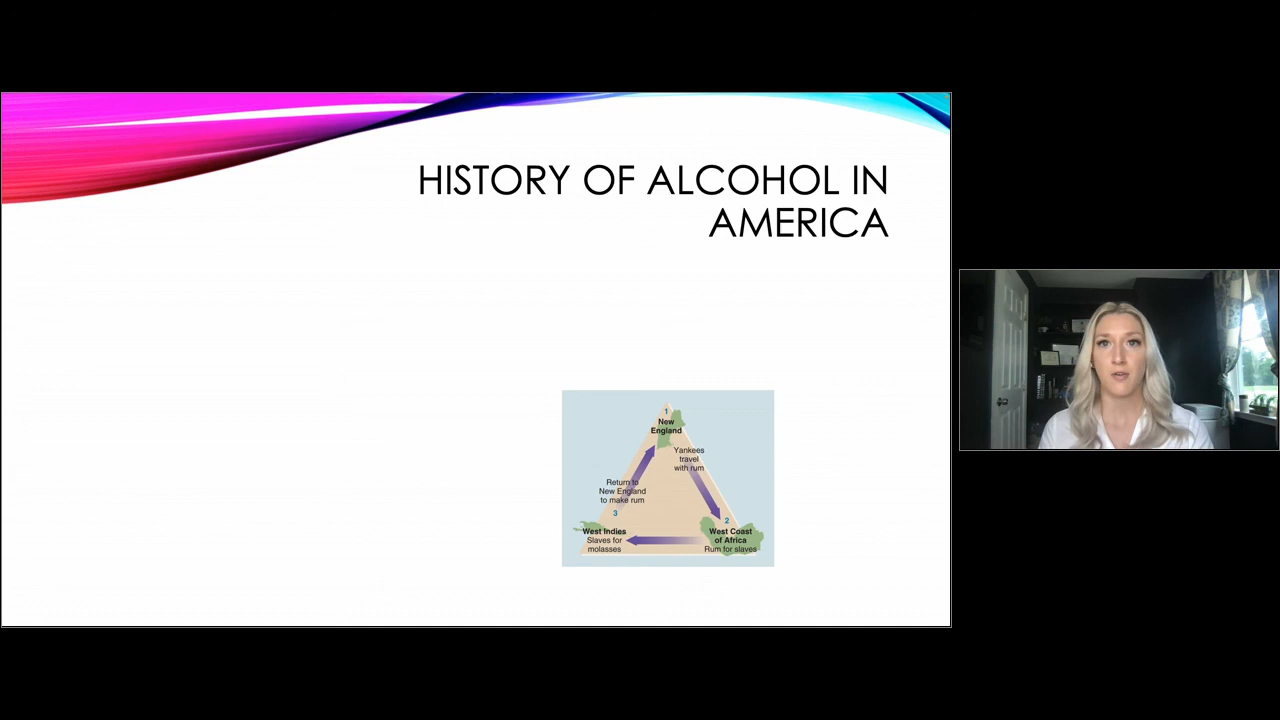 HISTORY OF ALCOHOL IN
AMERICA
1
New
England
Yankees
travel
with rum
Return to
New England
to make rum
3
2
West Indies
Slaves for
molasses
West Coast
of Africa
Rum for slaves